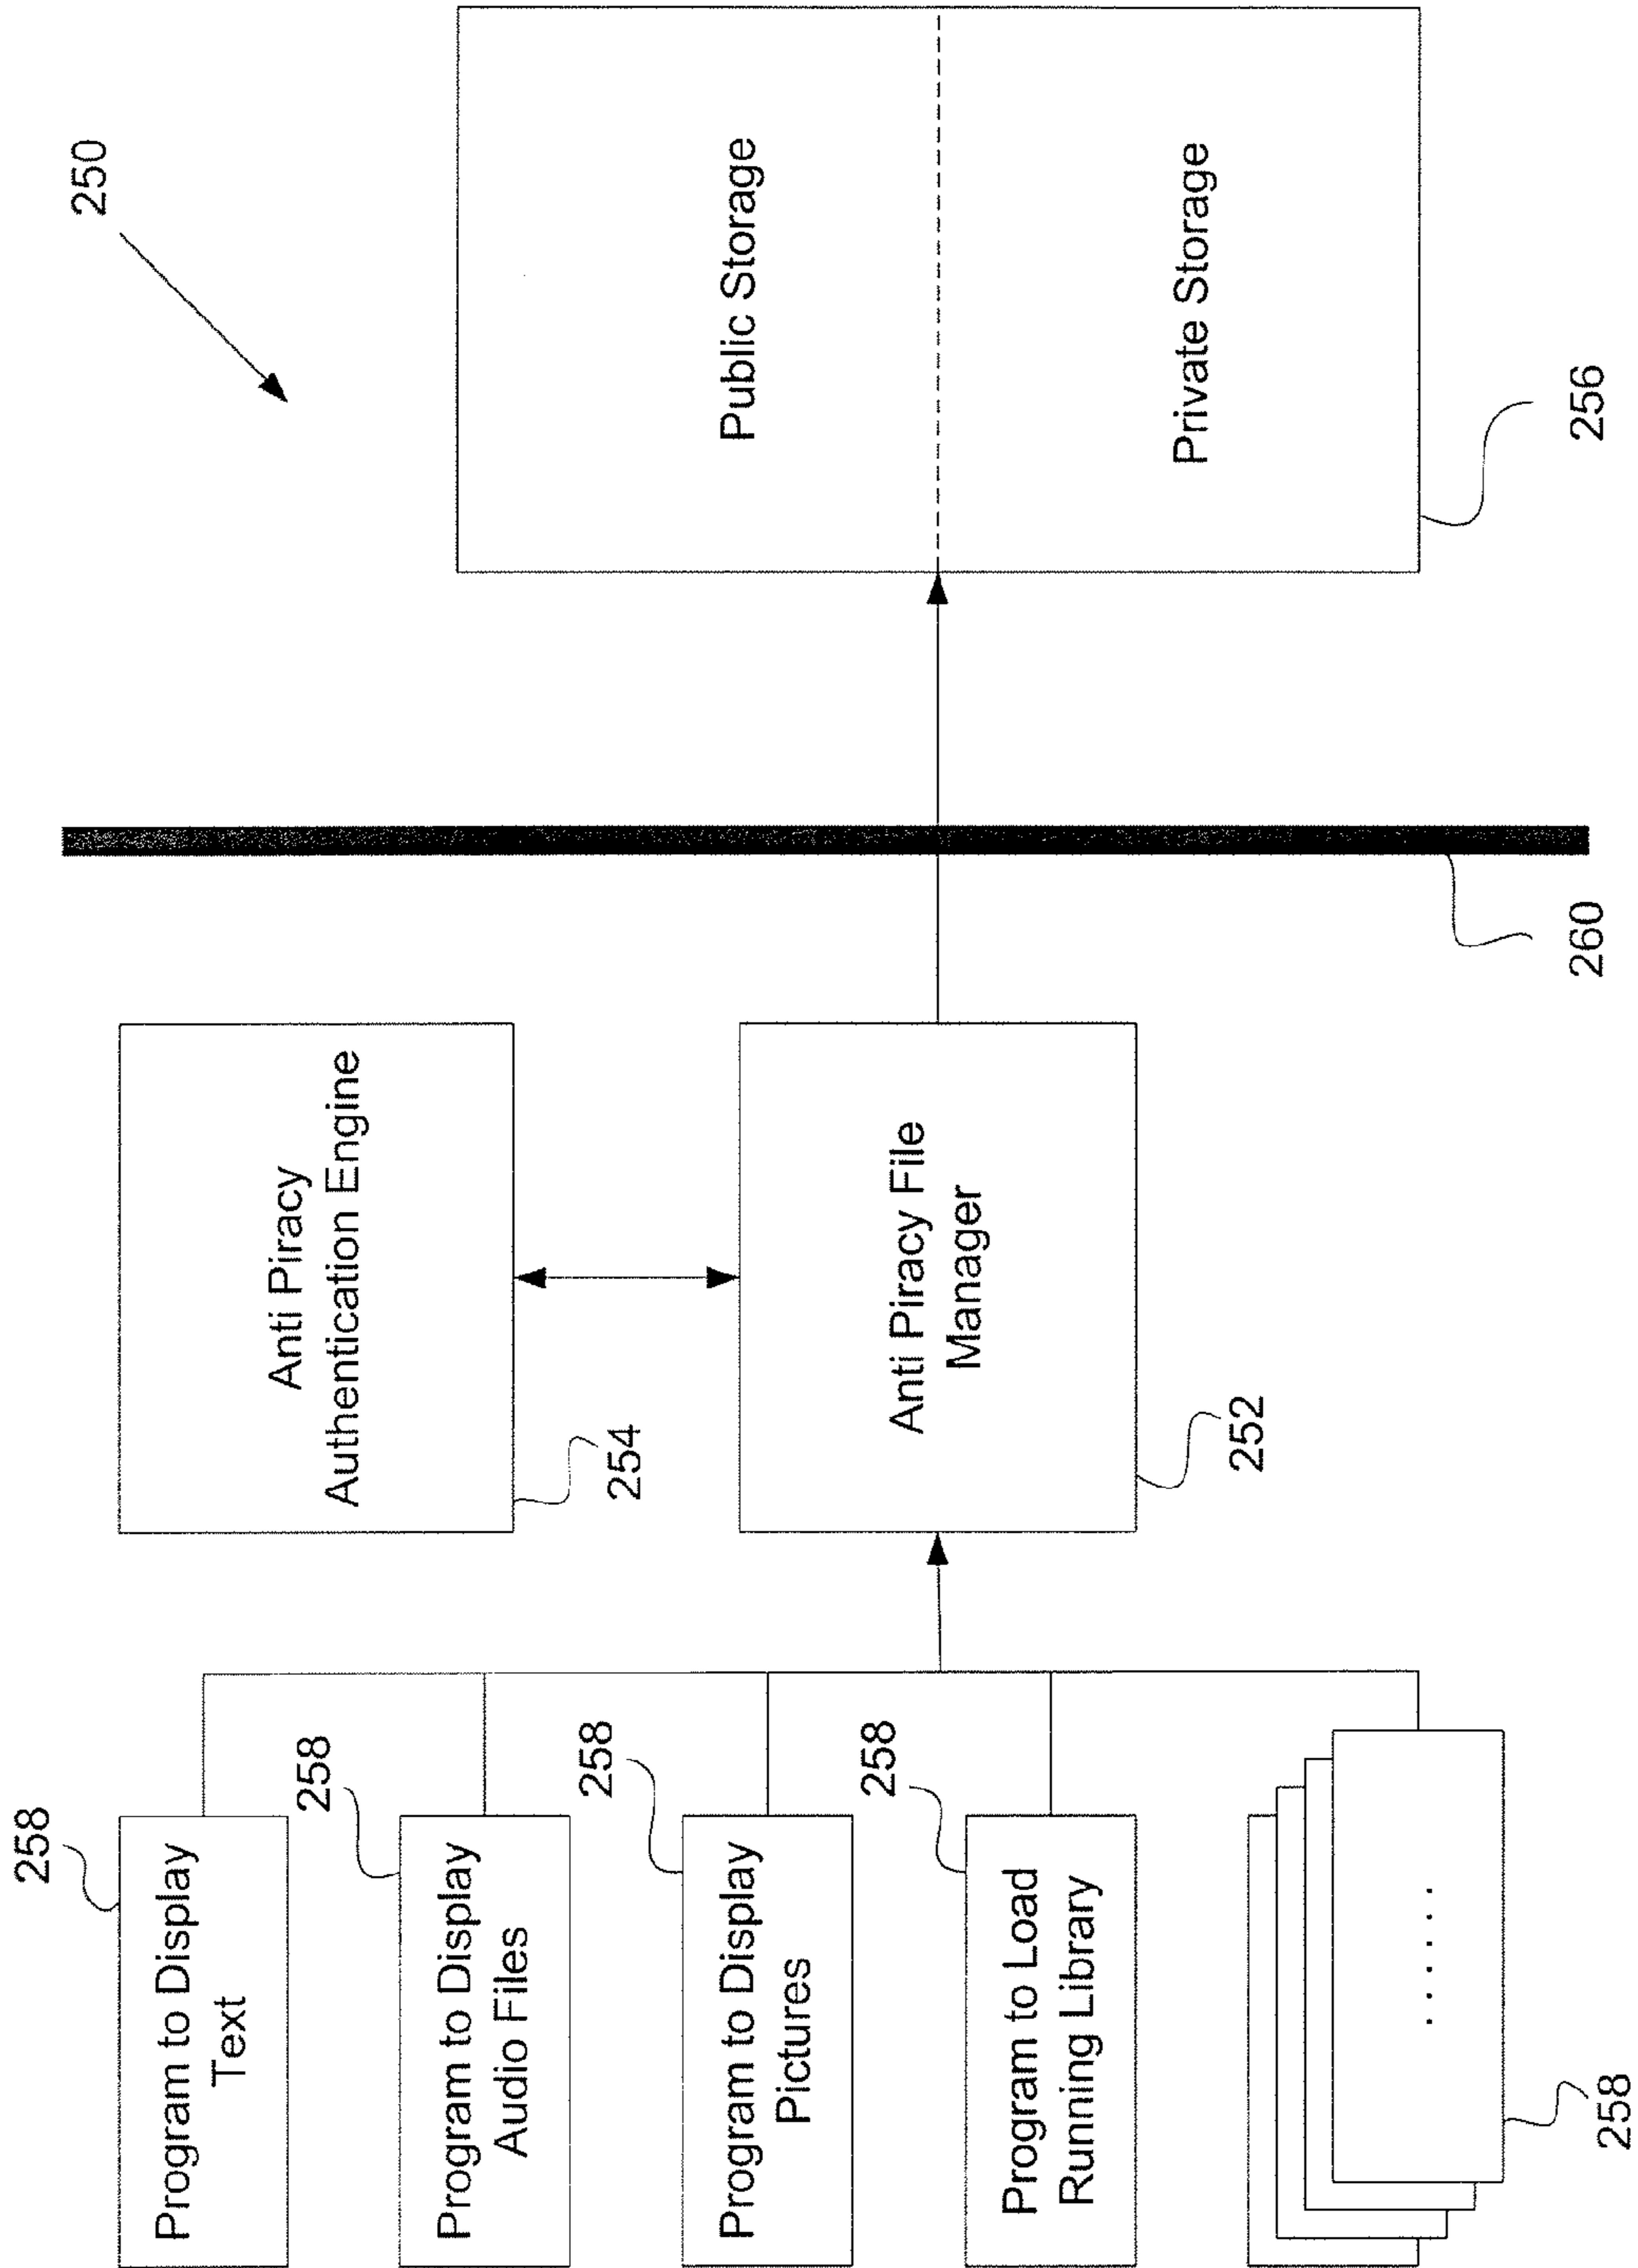 250
Public Storage
Private Storage
256
260
Anti Piracy
Authentication Engine
254
Anti Piracy File
Manager
252
258
Program to Display
Text
258
Program to Display
Audio Files
258
Program to Display
Pictures
258
Program to Load
Running Library
. . . . . . .
258